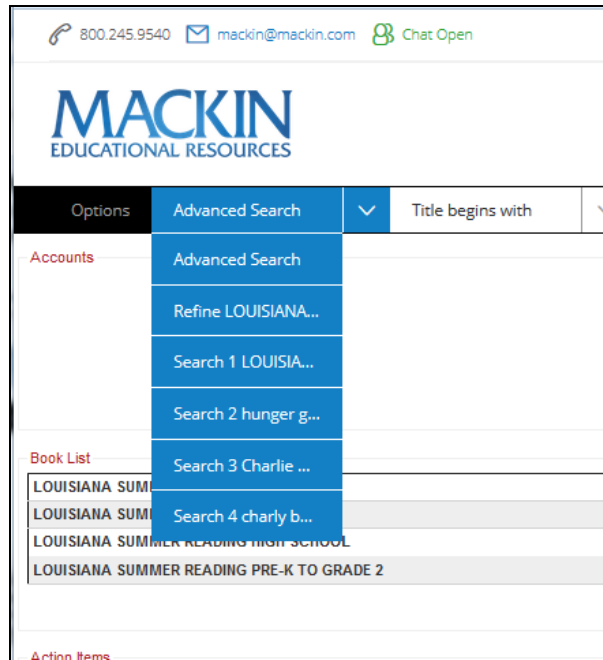 800.245.9540 mackin@mackin.com Chat Open
MACKIN
EDUCATIONAL RESOURCES
Options Advanced Search Title begins with
Accounts
Advanced Search
Refine LOUISIANA...
Search 1 LOUISIA...
Search 2 hunger g...
Search 3 Charlie ...
Search 4 charly b...
Book List
LOUISIANA SUM
LOUISIANA SUM
LOUISIANA SUMMER READING HIGH SCHOOL
LOUISIANA SUMMER READING PRE-K TO GRADE 2
Action Items